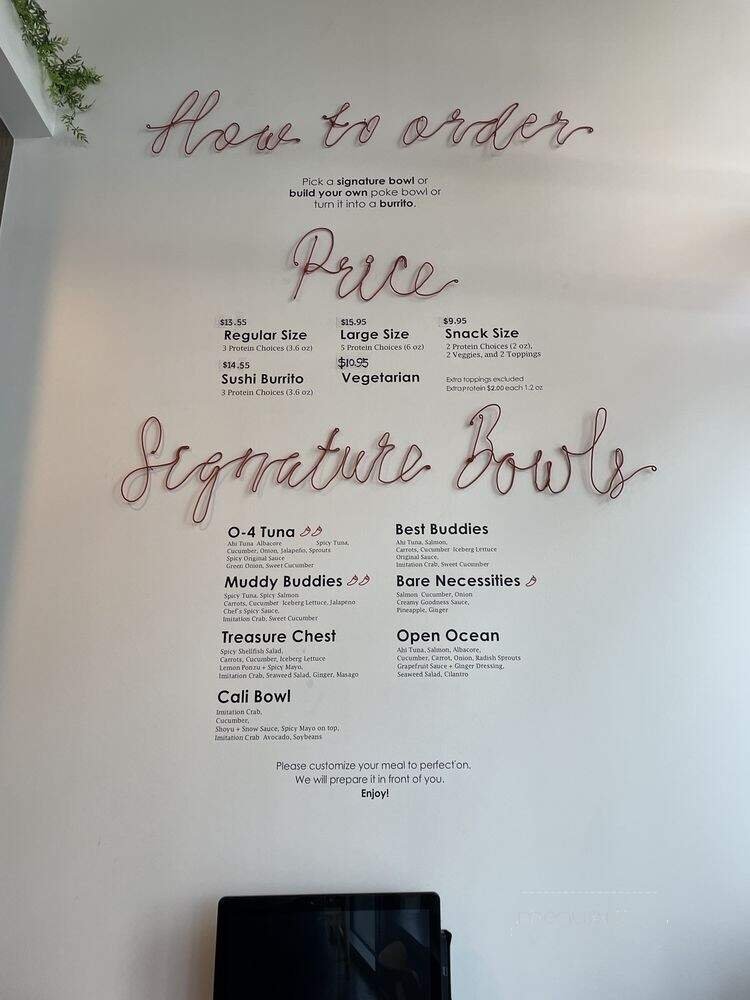 How to order
Pick a signature bowl or
build your own poke bowl or
turn it into a burrito.
Price
$13.55
Regular Size
3 Protein Choices (3.6 oz)
$15.95
Large Size
5 Protein Choices (6 oz)
$9.95
Snack Size
2 Protein Choices (2 oz),
2 Veggies, and 2 Toppings
$14.55
Sushi Burrito
3 Protein Choices (3.6 oz)
$10.95
Vegetarian
Extra toppings excluded
Extra protein $2.00 each 1.2 oz
Signature Bowls
O-4 Tuna
Ahi Tuna Albacore Spicy Tuna,
Cucumber, Onion, Jalapeño, Sprouts
Spicy Original Sauce
Green Onion, Sweet Cucumber
Best Buddies
Ahi Tuna, Salmon,
Carrots, Cucumber Iceberg Lettuce
Original Sauce,
Imitation Crab, Sweet Cucumber
Muddy Buddies
Spicy Tuna, Spicy Salmon
Carrots, Cucumber Iceberg Lettuce, Jalapeno
Chef's Spicy Sauce,
Imitation Crab, Sweet Cucumber
Bare Necessities
Salmon Cucumber, Onion
Creamy Goodness Sauce,
Pineapple, Ginger
Treasure Chest
Spicy Shellfish Salad,
Carrots, Cucumber, Iceberg Lettuce
Lemon Ponzu + Spicy Mayo,
Imitation Crab, Seaweed Salad, Ginger, Masago
Open Ocean
Ahi Tuna, Salmon, Albacore,
Cucumber, Carrot, Onion, Radish Sprouts
Grapefruit Sauce + Ginger Dressing,
Seaweed Salad, Cilantro
Cali Bowl
Imitation Crab,
Cucumber,
Shoyu + Snow Sauce, Spicy Mayo on top,
Imitation Crab Avocado, Soybeans
Please customize your meal to perfection.
We will prepare it in front of you.
Enjoy!